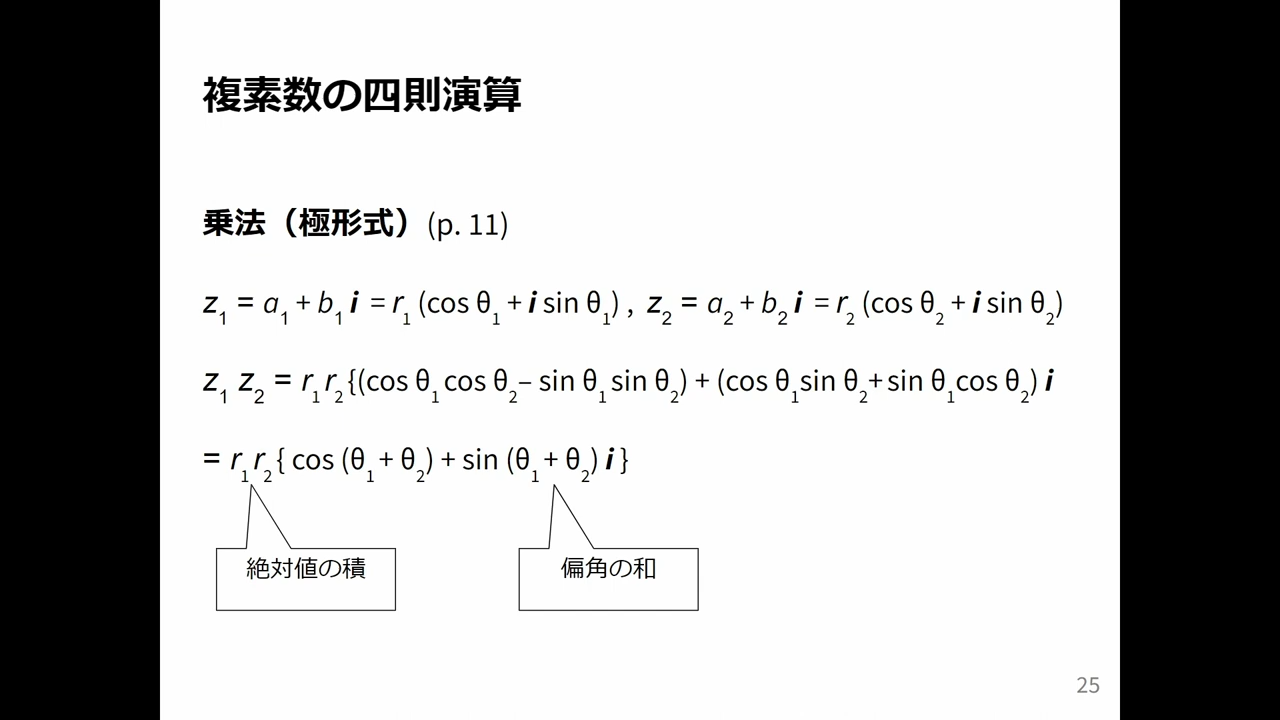 複素数の四則演算
乗法（極形式）(p. 11)
z₁ = a₁ + b₁ i = r₁ (cos θ₁ + i sin θ₁) , z₂ = a₂ + b₂ i = r₂ (cos θ₂ + i sin θ₂)
z₁ z₂ = r₁ r₂ {(cos θ₁ cos θ₂ – sin θ₁ sin θ₂) + (cos θ₁ sin θ₂ + sin θ₁ cos θ₂) i
= r₁ r₂ { cos (θ₁ + θ₂) + sin (θ₁ + θ₂) i }
絶対値の積
偏角の和
25